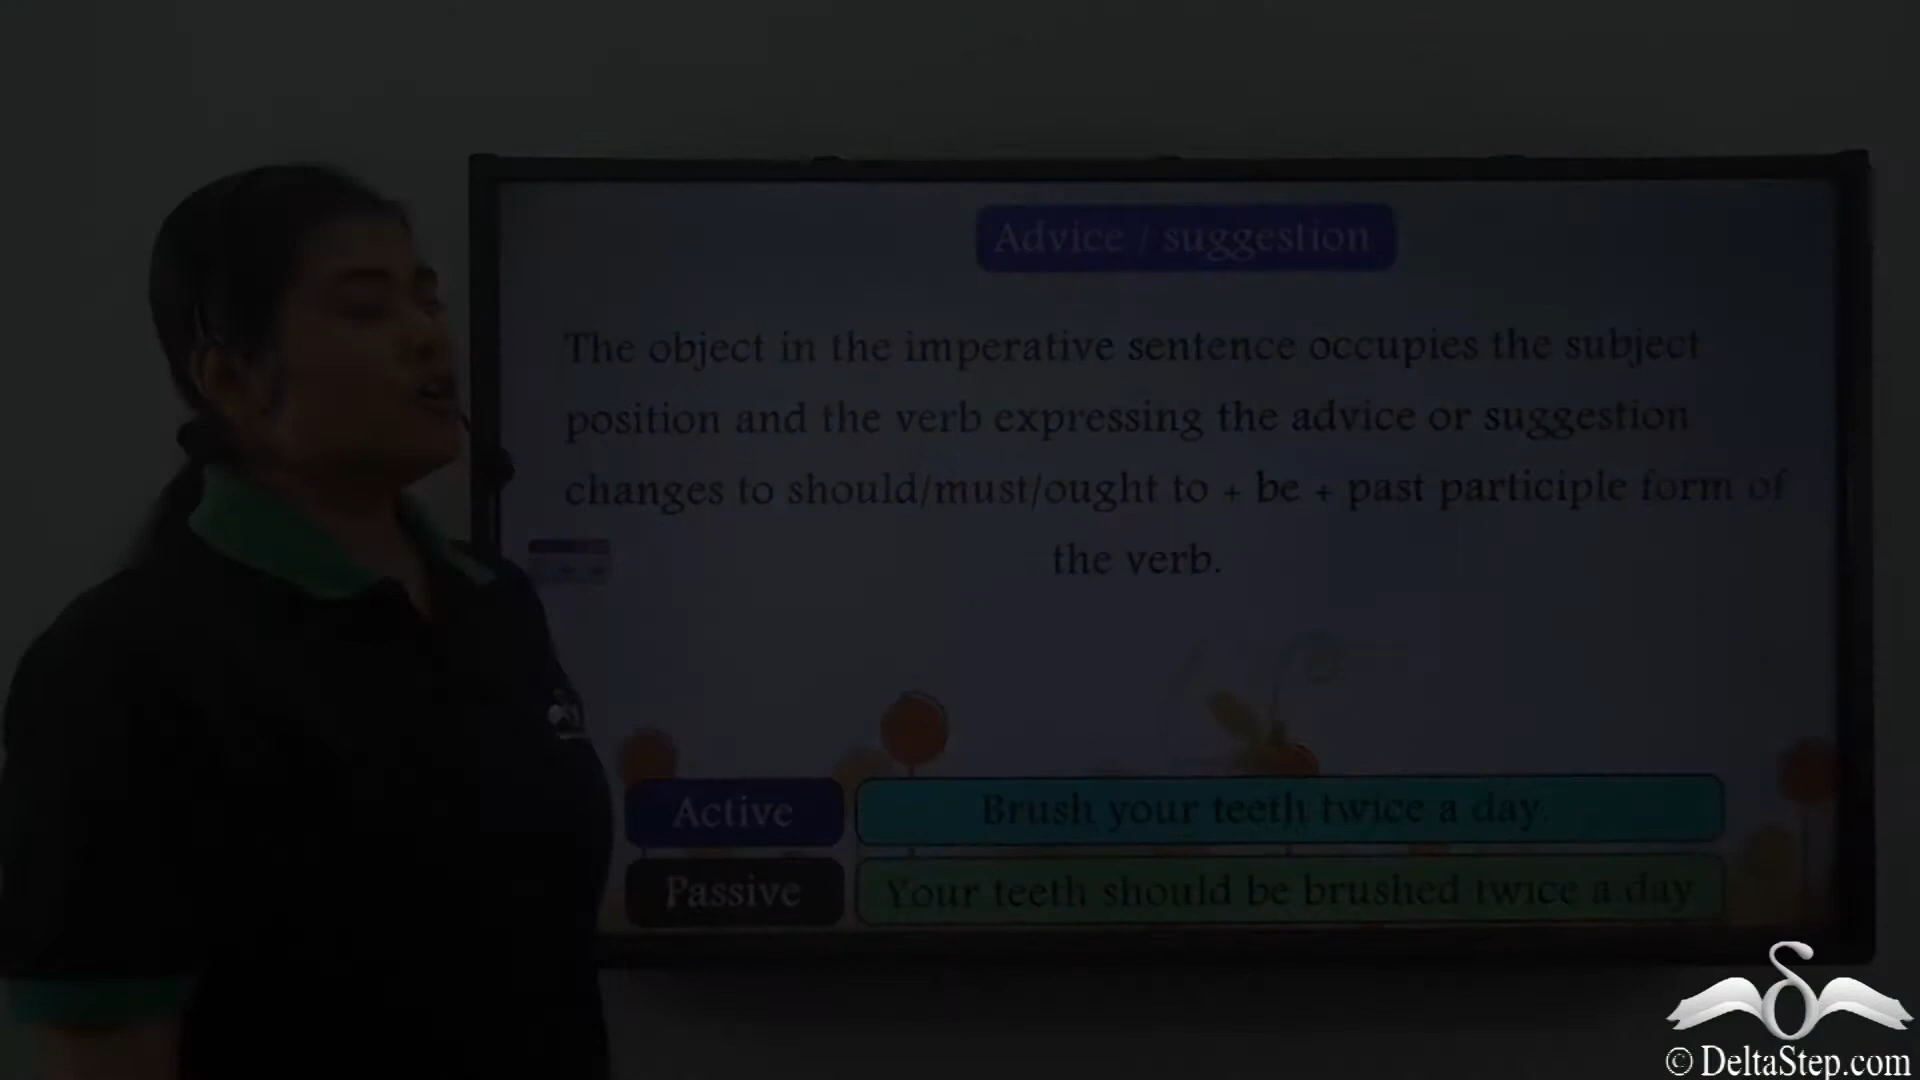 Advice / suggestion
The object in the imperative sentence occupies the subject
position and the verb expressing the advice or suggestion
changes to should/must/ought to + be + past participle form of
the verb.
Active
Brush your teeth twice a day.
Passive
Your teeth should be brushed twice a day
© DeltaStep.com